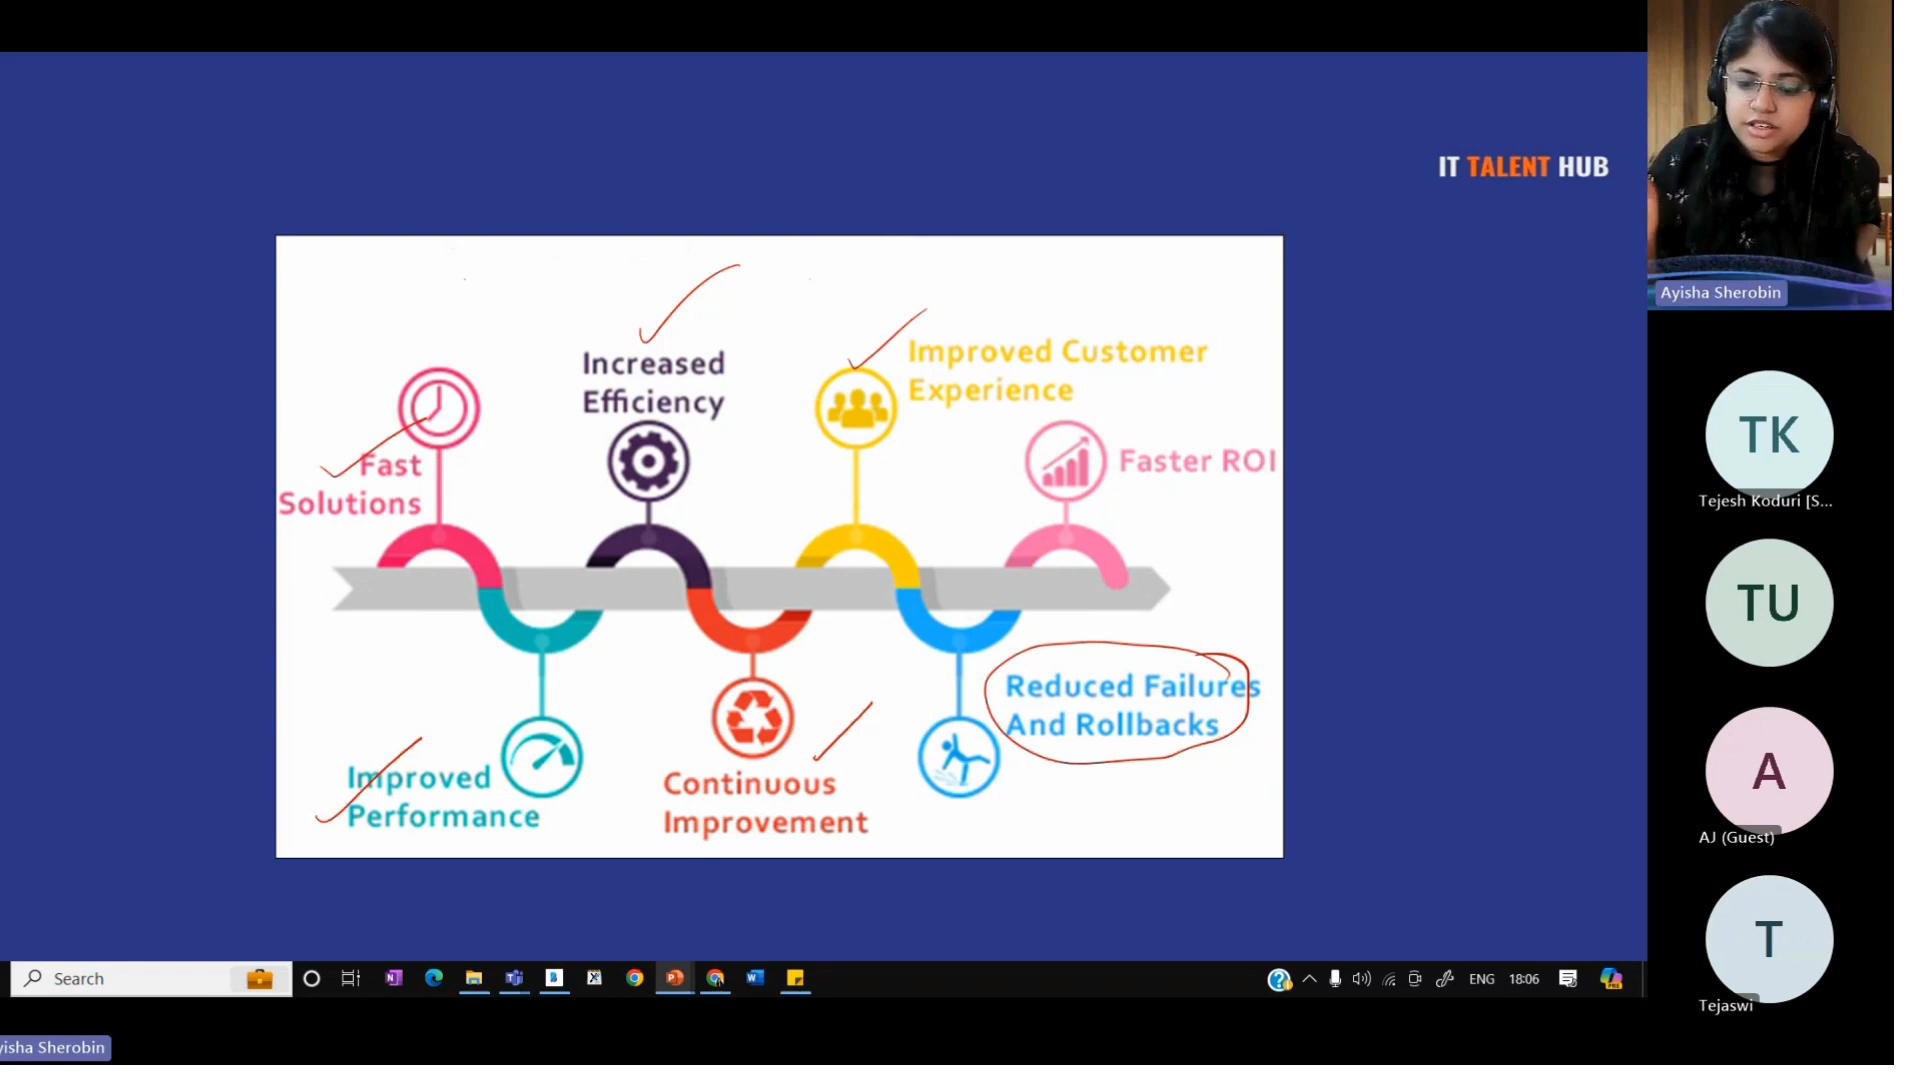 IT TALENT HUB
Ayisha Sherobin
Increased
Efficiency
Improved Customer
Experience
Fast
Solutions
Faster ROI
Reduced Failures
And Rollbacks
Improved
Performance
Continuous
Improvement
TK
Tejesh Koduri [S...
TU
A
AJ (Guest)
T
Tejaswi
Search
ENG
18:06
yisha Sherobin